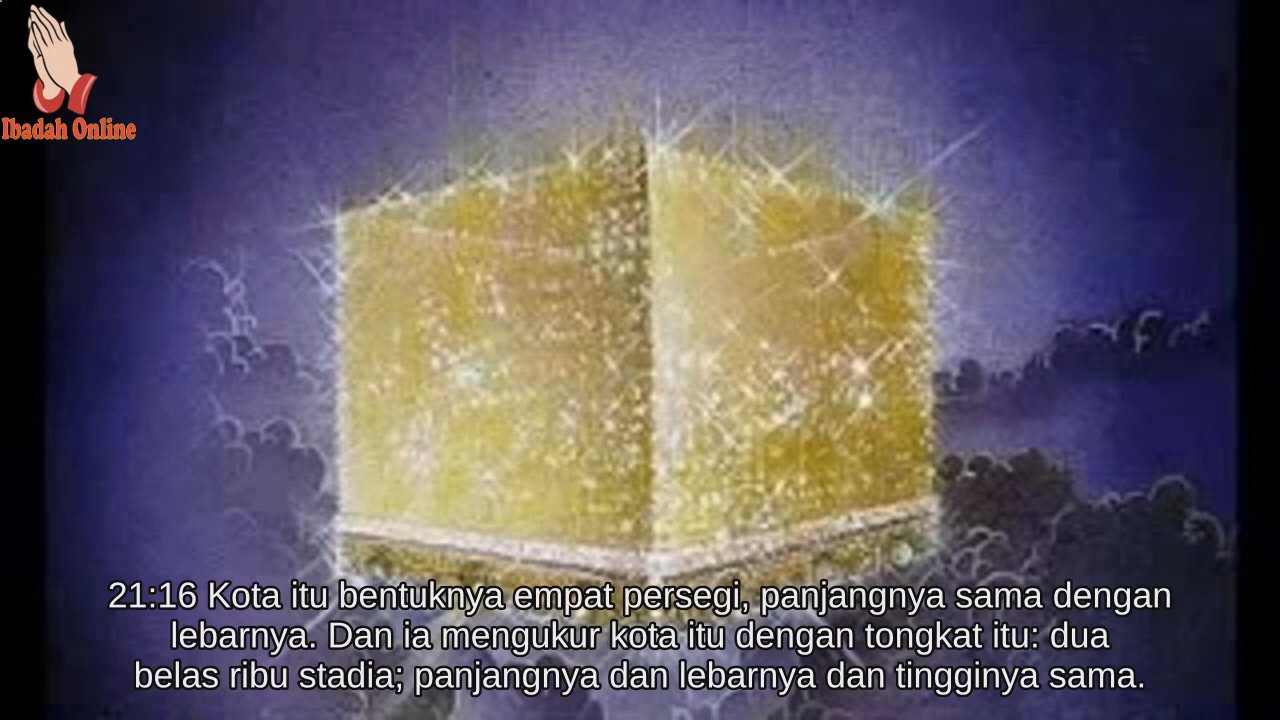 Ibadah Online
21:16 Kota itu bentuknya empat persegi, panjangnya sama dengan
lebarnya. Dan ia mengukur kota itu dengan tongkat itu: dua
belas ribu stadia; panjangnya dan lebarnya dan tingginya sama.